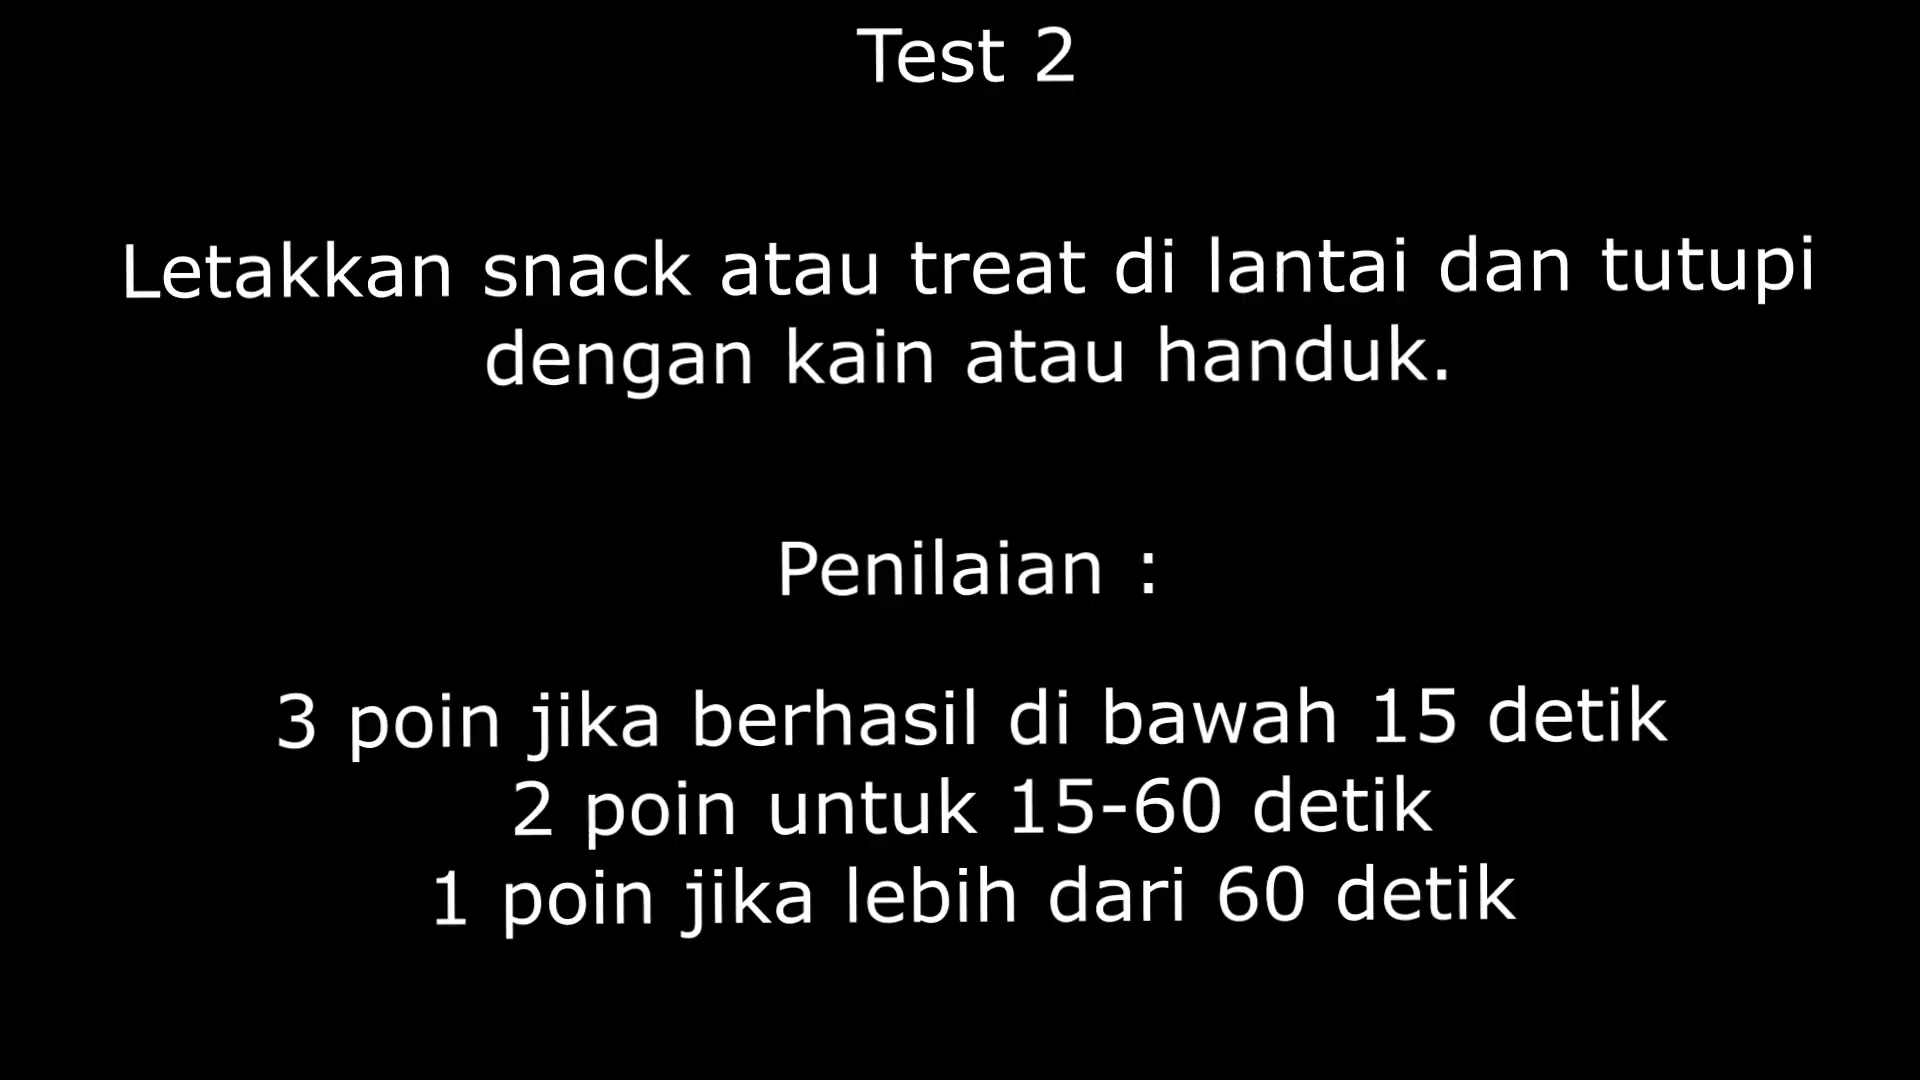 Test 2
Letakkan snack atau treat di lantai dan tutupi
dengan kain atau handuk.
Penilaian :
3 poin jika berhasil di bawah 15 detik
2 poin untuk 15-60 detik
1 poin jika lebih dari 60 detik